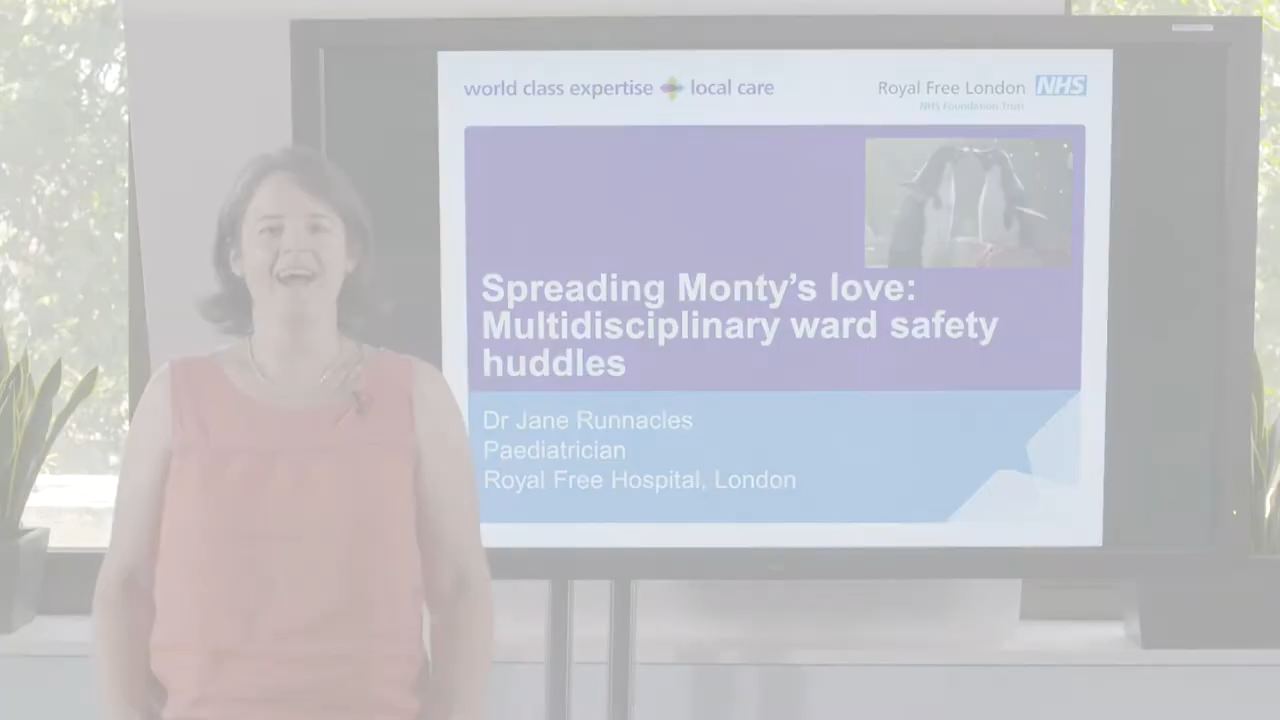 world class expertise local care
Royal Free London NHS
NHS Foundation Trust
Spreading Monty's love:
Multidisciplinary ward safety
huddles
Dr Jane Runnacles
Paediatrician
Royal Free Hospital, London